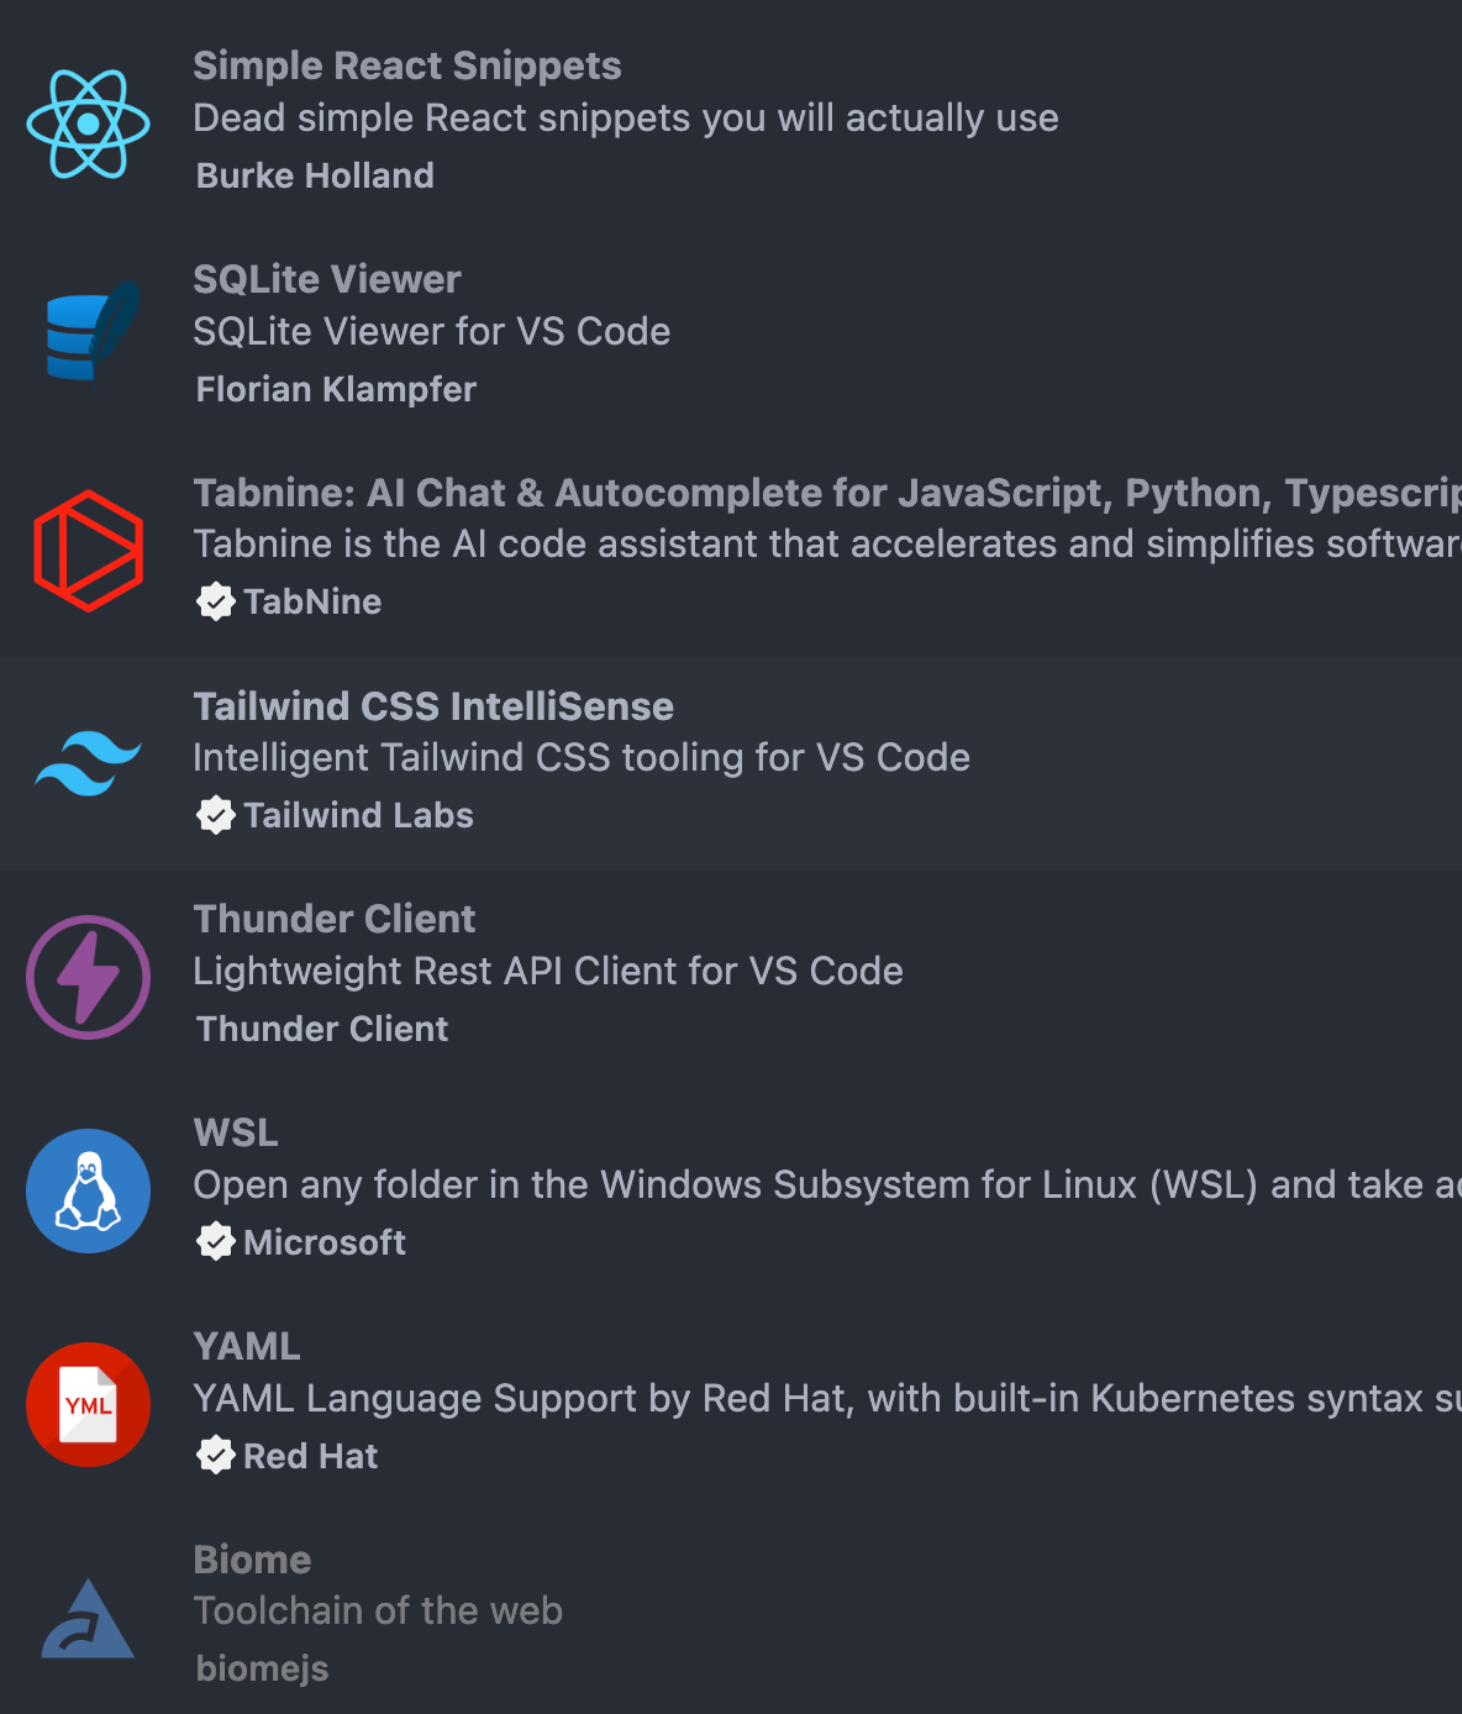 Simple React Snippets
Dead simple React snippets you will actually use
Burke Holland
SQLite Viewer
SQLite Viewer for VS Code
Florian Klampfer
Tabnine: AI Chat & Autocomplete for JavaScript, Python, Typescrip
Tabnine is the AI code assistant that accelerates and simplifies softwar
TabNine
Tailwind CSS IntelliSense
Intelligent Tailwind CSS tooling for VS Code
Tailwind Labs
Thunder Client
Lightweight Rest API Client for VS Code
Thunder Client
WSL
Open any folder in the Windows Subsystem for Linux (WSL) and take
Microsoft
YML
YAML
YAML Language Support by Red Hat, with built-in Kubernetes syntax
Red Hat
Biome
Toolchain of the web
biomejs